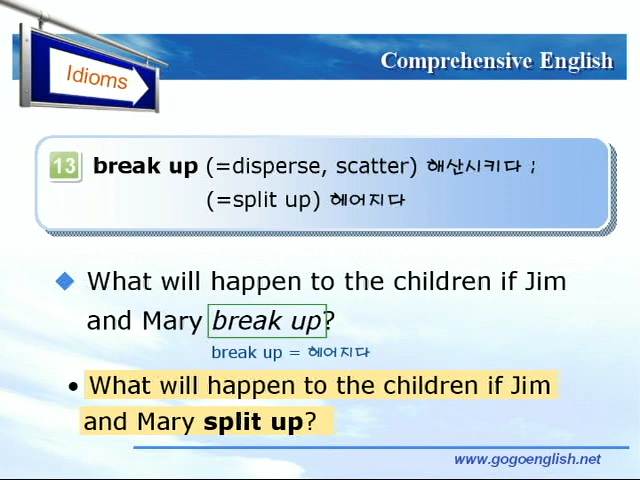 Idioms
Comprehensive English
13 break up (=disperse, scatter) 해산시키다 ;
(=split up) 헤어지다
What will happen to the children if Jim
and Mary break up?
break up = 헤어지다
• What will happen to the children if Jim
and Mary split up?
www.gogoenglish.net